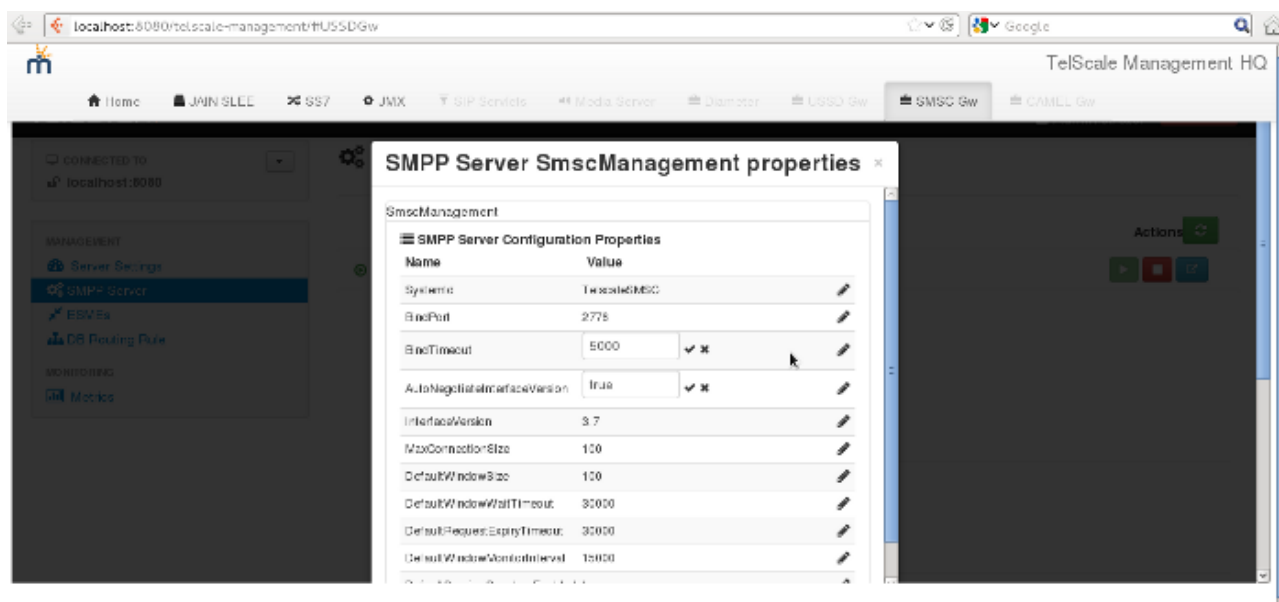 localhost:8080/telscale-management/#USSDGw
Google
TelScale Management HQ
Home JAIN SLEE SS7 JMX SIP Servlets Media Server Diameter USSD Gw SMSC Gw CAMEL Gw
CONNECTED TO
localhost:8080
MANAGEMENT
Server Settings
SMPP Server
ESMEs
DB Routing Rule
MONITORING
Metrics
SMPP Server SmscManagement properties ×
SmscManagement
SMPP Server Configuration Properties
Name Value
SystemId TelscaleSMSC
BindPort 2776
BindTimeout 5000
AutoNegotiateInterfaceVersion true
InterfaceVersion 3.7
MaxConnectionSize 100
DefaultWindowSize 100
DefaultWindowWaitTimeout 30000
DefaultRequestExpiryTimeout 30000
DefaultWindowMonitorInterval 15000
Actions